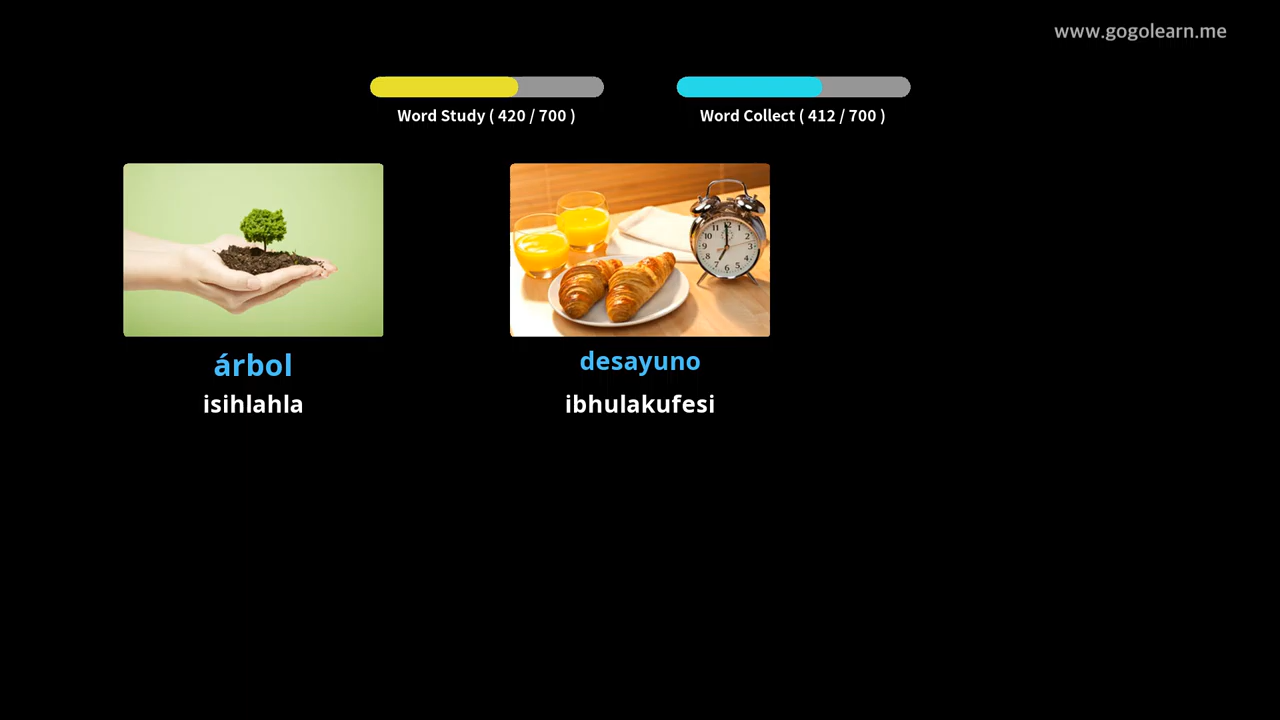 www.gogolearn.me
Word Study ( 420 / 700 )
Word Collect ( 412 / 700 )
árbol
isihlahla
desayuno
ibhulakufesi